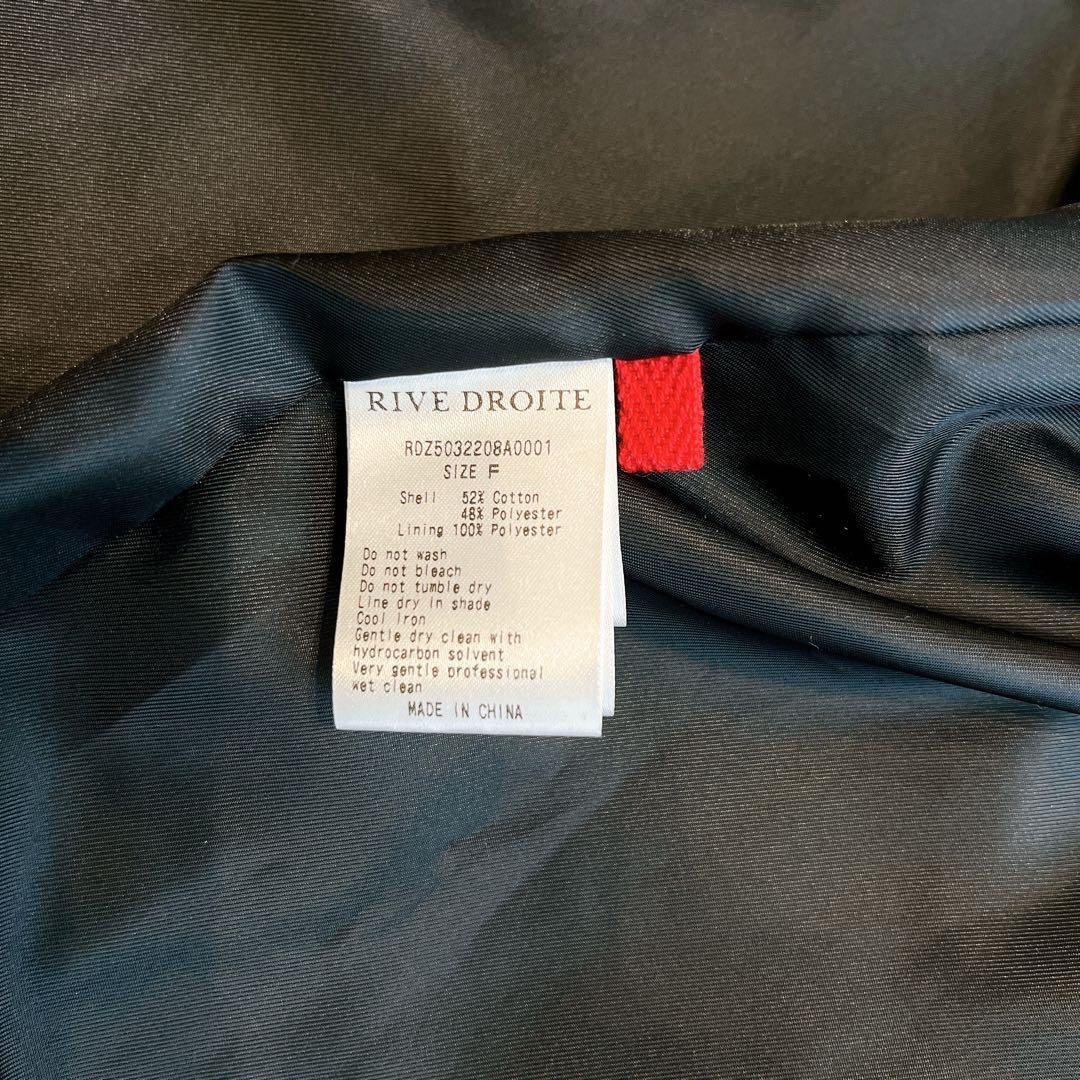 RIVE DROITE
RDZ5032208A0001
SIZE F
Shell 52% Cotton
48% Polyester
Lining 100% Polyester
Do not wash
Do not bleach
Do not tumble dry
Line dry in shade
Cool iron
Gentle dry clean with
hydrocarbon solvent
Very gentle professional
wet clean
MADE IN CHINA